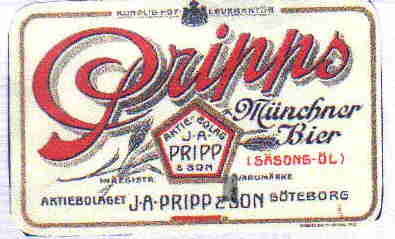 KUNGLIG HOF LEVERANTÖR
Pripps
Münchner
Bier
(SÄSONG-ÖL)
AKTIE-BOLAG
J-A-
PRIPP
& SON
INREGISTR. VARUMÄRKE
AKTIEBOLAGET J-A-PRIPP & SON GÖTEBORG